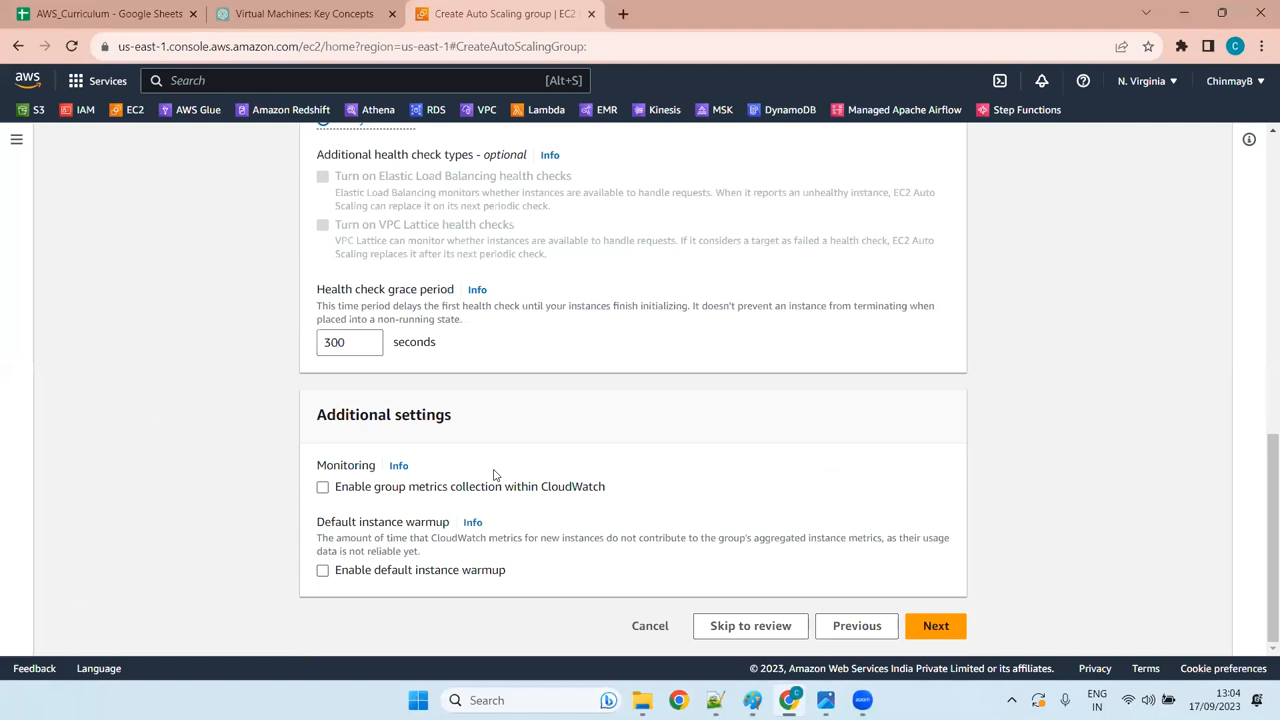 AWS_Curriculum - Google Sheets
Virtual Machines: Key Concepts
Create Auto Scaling group | EC2
us-east-1.console.aws.amazon.com/ec2/home?region=us-east-1#CreateAutoScalingGroup:
C
aws
Services
Search
[Alt+S]
N. Virginia
ChinmayB
S3
IAM
EC2
AWS Glue
Amazon Redshift
Athena
RDS
VPC
Lambda
EMR
Kinesis
MSK
DynamoDB
Managed Apache Airflow
Step Functions
Additional health check types - optional
Info
Turn on Elastic Load Balancing health checks
Elastic Load Balancing monitors whether instances are available to handle requests. When it reports an unhealthy instance, EC2 Auto
Scaling can replace it on its next periodic check.
Turn on VPC Lattice health checks
VPC Lattice can monitor whether instances are available to handle requests. If it considers a target as failed a health check, EC2 Auto
Scaling replaces it after its next periodic check.
Health check grace period
Info
This time period delays the first health check until your instances finish initializing. It doesn't prevent an instance from terminating when
placed into a non-running state.
300
seconds
Additional settings
Monitoring
Info
Enable group metrics collection within CloudWatch
Default instance warmup
Info
The amount of time that CloudWatch metrics for new instances do not contribute to the group's aggregated instance metrics, as their usage
data is not reliable yet.
Enable default instance warmup
Cancel
Skip to review
Previous
Next
Feedback
Language
© 2023, Amazon Web Services India Private Limited or its affiliates.
Privacy
Terms
Cookie preferences
Search
zoom
ENG
IN
13:04
17/09/2023